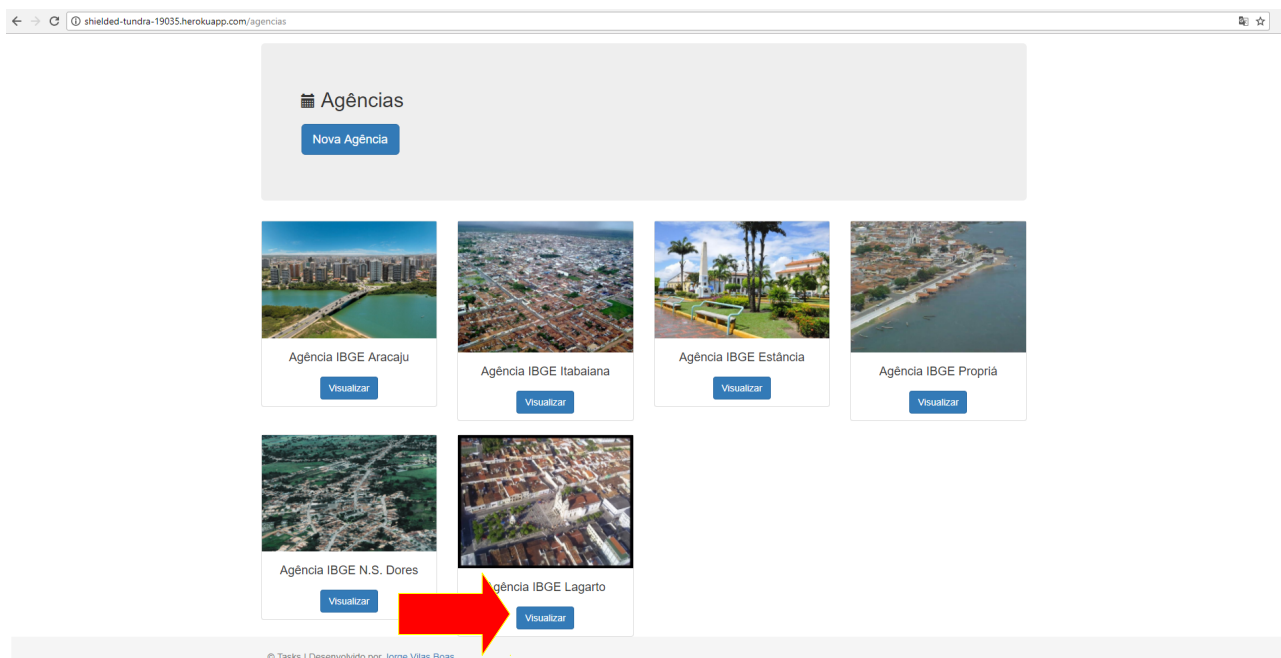 shielded-tundra-19035.herokuapp.com/agencias
Agências
Nova Agência
Agência IBGE Aracaju
Visualizar
Agência IBGE Itabaiana
Visualizar
Agência IBGE Estância
Visualizar
Agência IBGE Propriá
Visualizar
Agência IBGE N.S. Dores
Visualizar
gência IBGE Lagarto
Visualizar
© Tasks | Desenvolvido por Jorge Vilas Boas